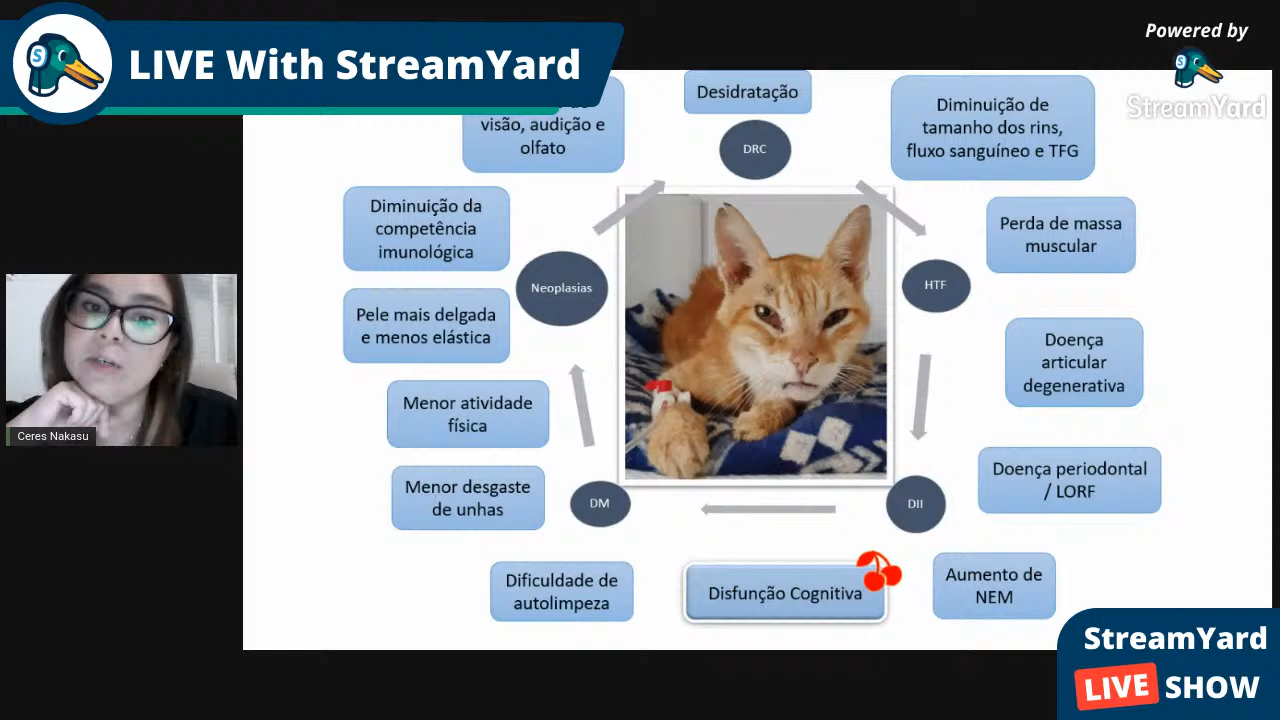 LIVE With StreamYard
Powered by
StreamYard
Desidratação
DRC
Diminuição de
tamanho dos rins,
fluxo sanguíneo e TFG
visão, audição e
olfato
Diminuição da
competência
imunológica
Neoplasias
HTF
Perda de massa
muscular
Pele mais delgada
e menos elástica
Doença
articular
degenerativa
Menor atividade
física
Ceres Nakasu
Menor desgaste
de unhas
DM
DII
Doença periodontal
/ LORF
Dificuldade de
autolimpeza
Disfunção Cognitiva
Aumento de
NEM
StreamYard
LIVE SHOW